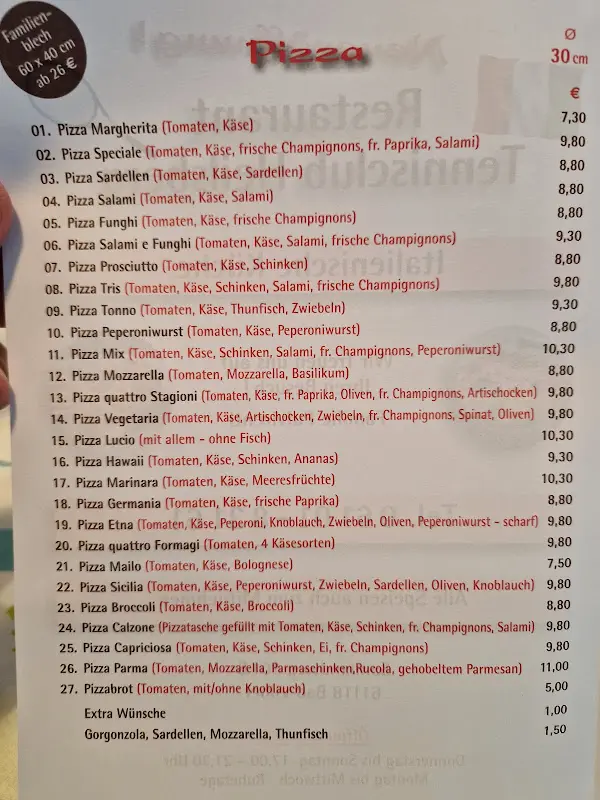 Familien-
blech
60 x 40 cm
ab 26 €
Pizza
Ø
30 cm
€
01. Pizza Margherita (Tomaten, Käse) 7,30
02. Pizza Speciale (Tomaten, Käse, frische Champignons, fr. Paprika, Salami) 9,80
03. Pizza Sardellen (Tomaten, Käse, Sardellen) 8,80
04. Pizza Salami (Tomaten, Käse, Salami) 8,80
05. Pizza Funghi (Tomaten, Käse, frische Champignons) 8,80
06. Pizza Salami e Funghi (Tomaten, Käse, Salami, frische Champignons) 9,30
07. Pizza Prosciutto (Tomaten, Käse, Schinken) 8,80
08. Pizza Tris (Tomaten, Käse, Schinken, Salami, frische Champignons) 9,80
09. Pizza Tonno (Tomaten, Käse, Thunfisch, Zwiebeln) 9,30
10. Pizza Peperoniwurst (Tomaten, Käse, Peperoniwurst) 8,80
11. Pizza Mix (Tomaten, Käse, Schinken, Salami, fr. Champignons, Peperoniwurst) 10,30
12. Pizza Mozzarella (Tomaten, Mozzarella, Basilikum) 8,80
13. Pizza quattro Stagioni (Tomaten, Käse, fr. Paprika, Oliven, fr. Champignons, Artischocken) 9,80
14. Pizza Vegetaria (Tomaten, Käse, Artischocken, Zwiebeln, fr. Champignons, Spinat, Oliven) 9,80
15. Pizza Lucio (mit allem - ohne Fisch) 10,30
16. Pizza Hawaii (Tomaten, Käse, Schinken, Ananas) 9,30
17. Pizza Marinara (Tomaten, Käse, Meeresfrüchte) 10,30
18. Pizza Germania (Tomaten, Käse, frische Paprika) 8,80
19. Pizza Etna (Tomaten, Käse, Peperoni, Knoblauch, Zwiebeln, Oliven, Peperoniwurst - scharf) 9,80
20. Pizza quattro Formagi (Tomaten, 4 Käsesorten) 9,80
21. Pizza Mailo (Tomaten, Käse, Bolognese) 7,50
22. Pizza Sicilia (Tomaten, Käse, Peperoniwurst, Zwiebeln, Sardellen, Oliven, Knoblauch) 9,80
23. Pizza Broccoli (Tomaten, Käse, Broccoli) 8,80
24. Pizza Calzone (Pizzatasche gefüllt mit Tomaten, Käse, Schinken, fr. Champignons, Salami) 9,80
25. Pizza Capriciosa (Tomaten, Käse, Schinken, Ei, fr. Champignons) 9,80
26. Pizza Parma (Tomaten, Mozzarella, Parmaschinken,Rucola, gehobeltem Parmesan) 11,00
27. Pizzabrot (Tomaten, mit/ohne Knoblauch) 5,00
Extra Wünsche 1,00
Gorgonzola, Sardellen, Mozzarella, Thunfisch 1,50